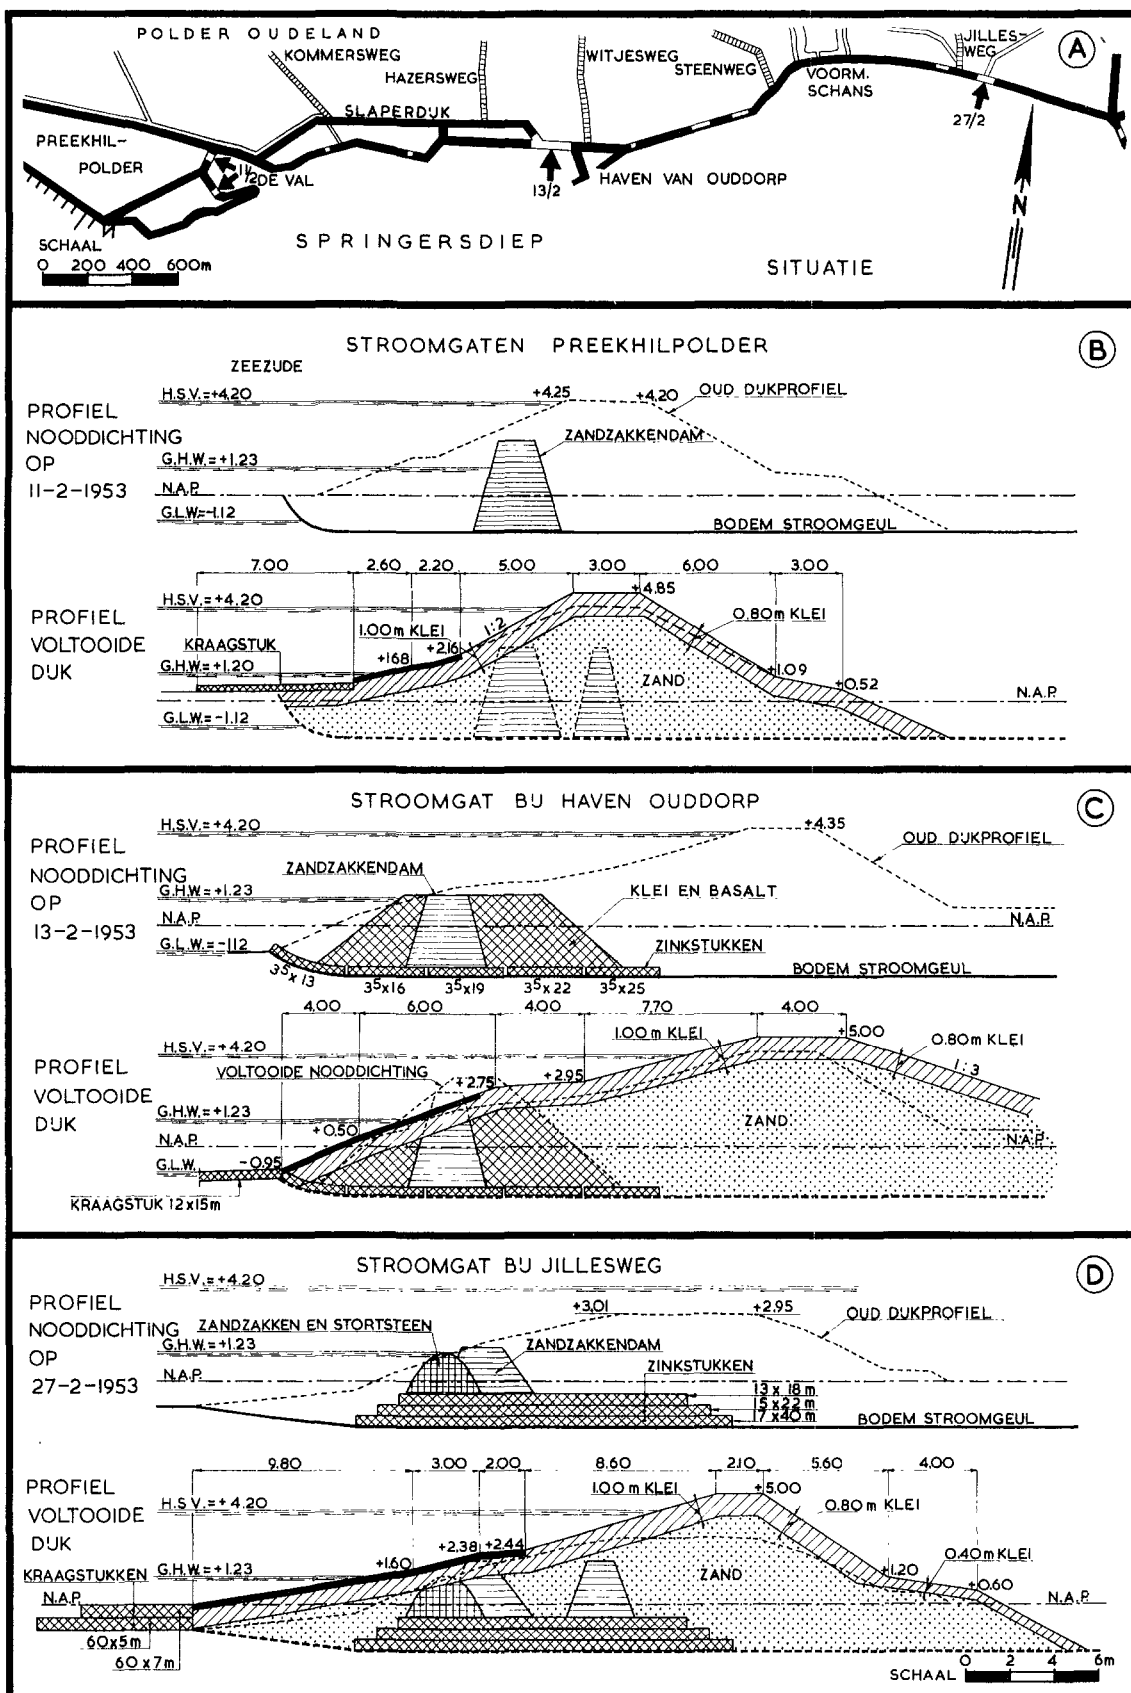 POLDER OUDELAND
KOMMERSWEG
HAZERSWEG
SLAPERDIJK
WITJESWEG
STEENWEG
VOORM.
SCHANS
JILLES-
WEG
A
27/2
PREEKHIL-
POLDER
11/2
DE VAL
13/2
HAVEN VAN OUDDORP
N
SCHAAL
0 200 400 600m
SPRINGERSDIEP
SITUATIE
STROOMGATEN PREEKHILPOLDER
B
ZEEZIJDE
PROFIEL
NOODDICHTING
OP
11-2-1953
H.S.V.=+4.20
+4.25
+4.20
OUD DIJKPROFIEL
ZANDZAKKENDAM
G.H.W.=+1.23
N.A.P.
G.L.W=-1.12
BODEM STROOMGEUL
7.00 2.60 2.20 5.00 3.00 6.00 3.00
PROFIEL
VOLTOOIDE
DIJK
H.S.V.=+4.20
+4.85
1.00m KLEI
1:2
0.80m KLEI
KRAAGSTUK
+1.68
+2.16
G.H.W.=+1.20
ZAND
+1.09
+0.52
N.A.P.
G.L.W.=-1.12
STROOMGAT BIJ HAVEN OUDDORP
C
PROFIEL
NOODDICHTING
OP
13-2-1953
H.S.V.=+4.20
+4.35
OUD DIJKPROFIEL
ZANDZAKKENDAM
G.H.W.=+1.23
KLEI EN BASALT
N.A.P.
N.A.P.
G.L.W=-1.12
ZINKSTUKKEN
BODEM STROOMGEUL
3⁵x13
3⁵x16 3⁵x19 3⁵x22 3⁵x25
4.00 6.00 4.00 7.70 4.00
PROFIEL
VOLTOOIDE
DIJK
H.S.V.=+4.20
1.00m KLEI
+5.00
0.80m KLEI
1:3
VOLTOOIDE NOODDICHTING
+2.75
+2.95
G.H.W.=+1.23
+0.50
ZAND
N.A.P.
N.A.P.
G.L.W.
-0.95
KRAAGSTUK 12x15m
STROOMGAT BIJ JILLESWEG
D
PROFIEL
NOODDICHTING
OP
27-2-1953
H.S.V.=+4.20
+3.01
+2.95
OUD DIJKPROFIEL
ZANDZAKKEN EN STORTSTEEN
G.H.W.=+1.23
ZANDZAKKENDAM
N.A.P.
ZINKSTUKKEN
13 x 18 m
15 x 22 m
17 x 40 m
BODEM STROOMGEUL
9.80 3.00 2.00 8.60 2.10 5.60 4.00
PROFIEL
VOLTOOIDE
DIJK
H.S.V.=+4.20
1.00m KLEI
+5.00
0.80m KLEI
+2.38
+2.44
+1.60
KRAAGSTUKKEN
G.H.W.=+1.23
ZAND
+1.20
0.40m KLEI
+0.60
N.A.P.
N.A.P.
60x5m
60x7m
SCHAAL
0 2 4 6m